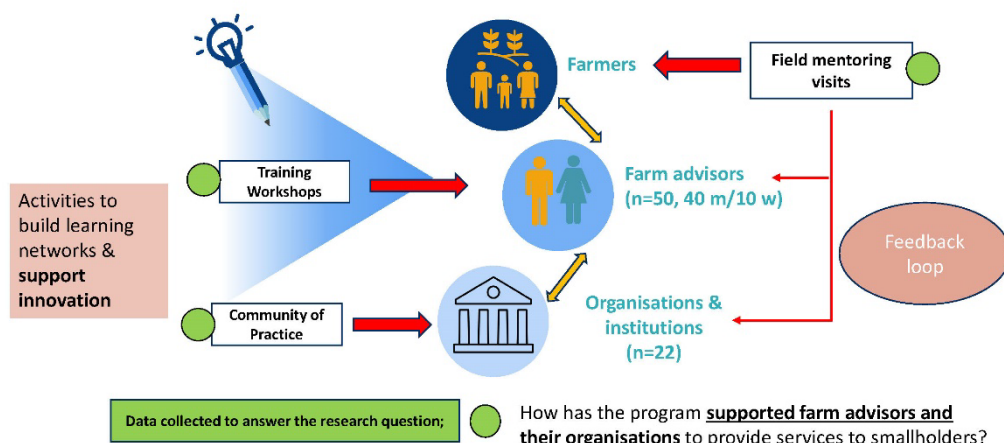 Farmers
Field mentoring
visits
Training
Workshops
Farm advisors
(n=50, 40 m/10 w)
Activities to
build learning
networks &
support
innovation
Feedback
loop
Community of
Practice
Organisations &
institutions
(n=22)
Data collected to answer the research question;
How has the program supported farm advisors and
their organisations to provide services to smallholders?